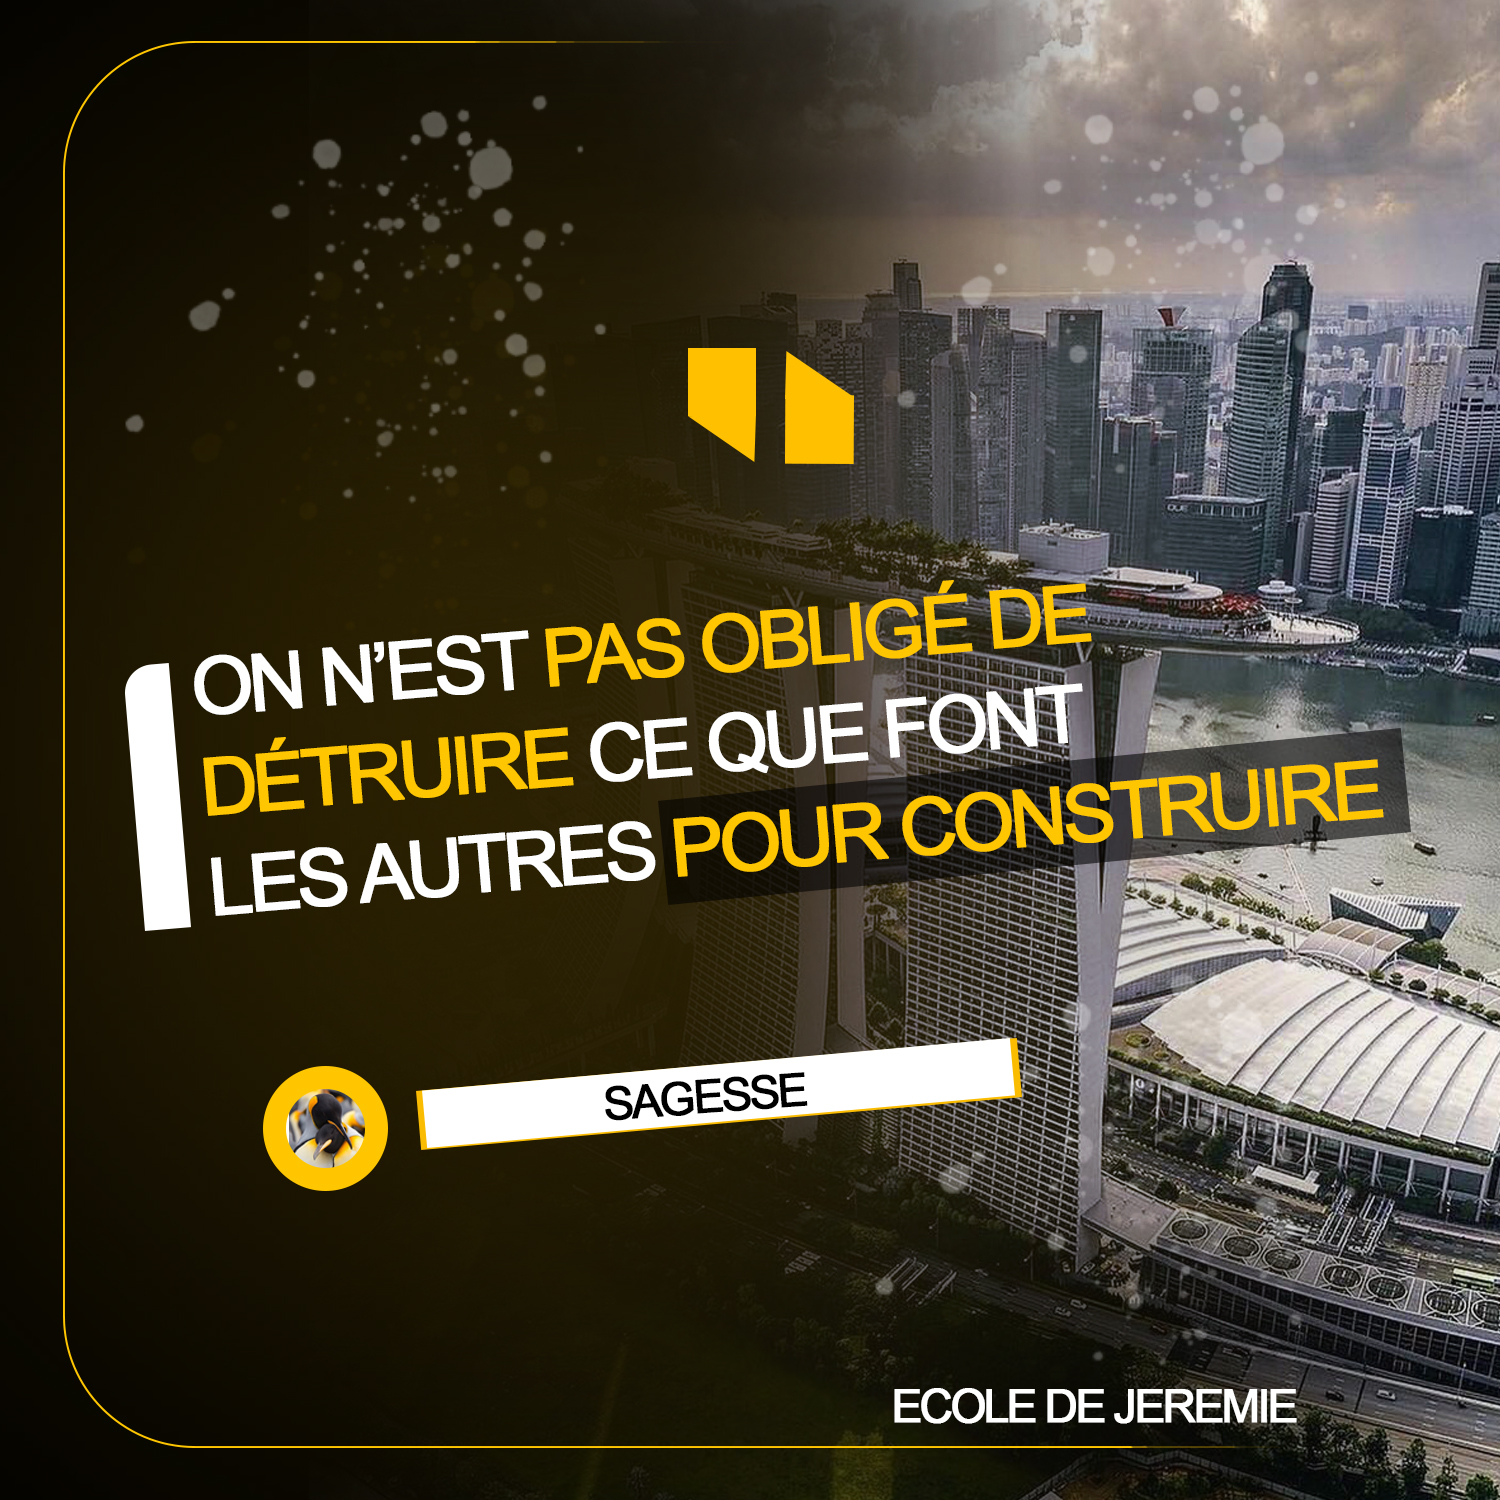 ON N’EST PAS OBLIGÉ DE
DÉTRUIRE CE QUE FONT
LES AUTRES POUR CONSTRUIRE
SAGESSE
ECOLE DE JEREMIE